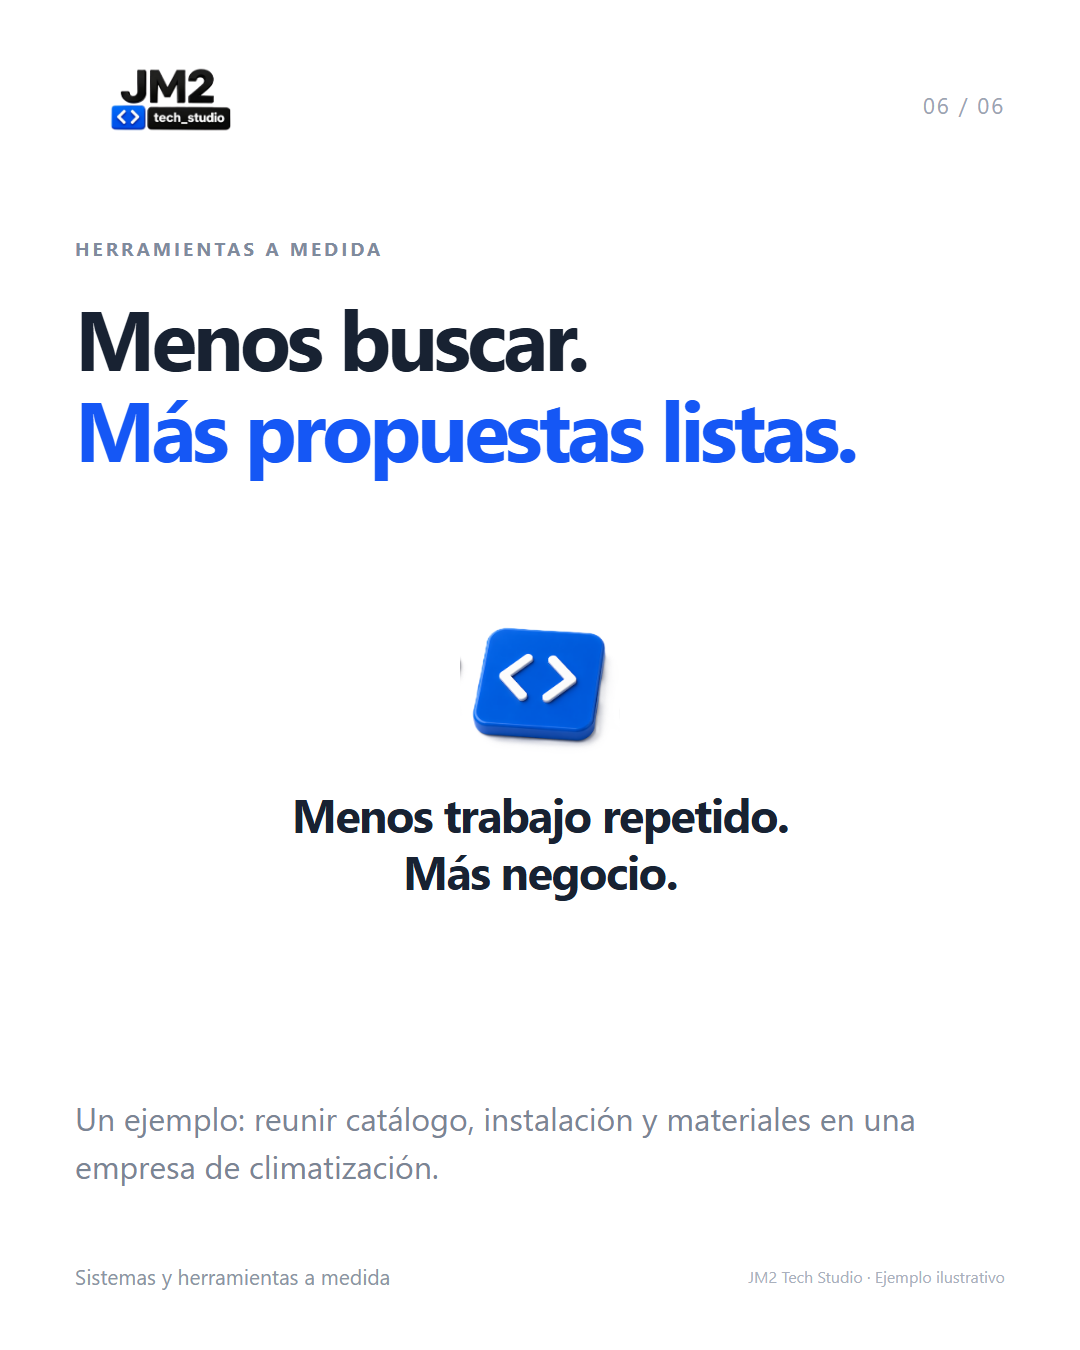 JM2
<> tech_studio
06 / 06
HERRAMIENTAS A MEDIDA
Menos buscar.
Más propuestas listas.
<>
Menos trabajo repetido.
Más negocio.
Un ejemplo: reunir catálogo, instalación y materiales en una
empresa de climatización.
Sistemas y herramientas a medida
JM2 Tech Studio · Ejemplo ilustrativo